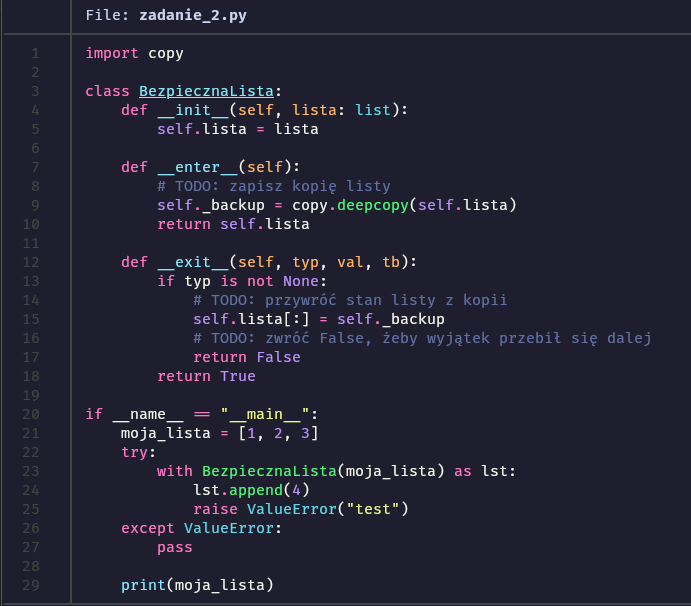 File: zadanie_2.py
1 import copy
2
3 class BezpiecznaLista:
4     def __init__(self, lista: list):
5         self.lista = lista
6
7     def __enter__(self):
8         # TODO: zapisz kopię listy
9         self._backup = copy.deepcopy(self.lista)
10         return self.lista
11
12     def __exit__(self, typ, val, tb):
13         if typ is not None:
14             # TODO: przywróć stan listy z kopii
15             self.lista[:] = self._backup
16             # TODO: zwróć False, żeby wyjątek przebił się dalej
17             return False
18         return True
19
20 if __name__ == "__main__":
21     moja_lista = [1, 2, 3]
22     try:
23         with BezpiecznaLista(moja_lista) as lst:
24             lst.append(4)
25             raise ValueError("test")
26     except ValueError:
27         pass
28
29     print(moja_lista)